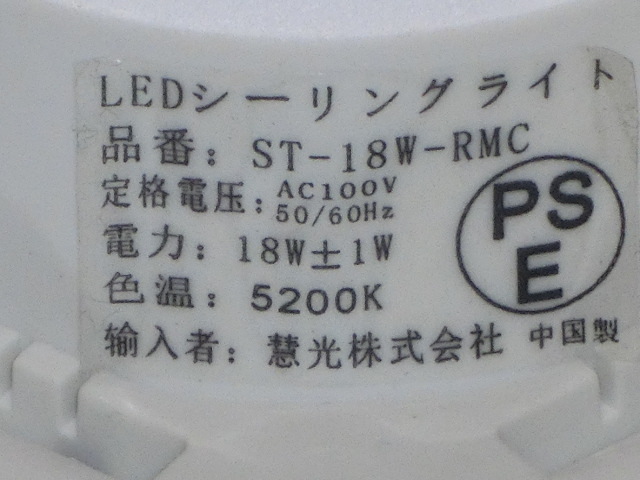 LEDシーリングライト
品番：ST-18W-RMC
定格電圧：AC100V
50/60Hz
電力：18W±1W
色温：5200K
输入者：慧光株式会社 中国製
PS
E